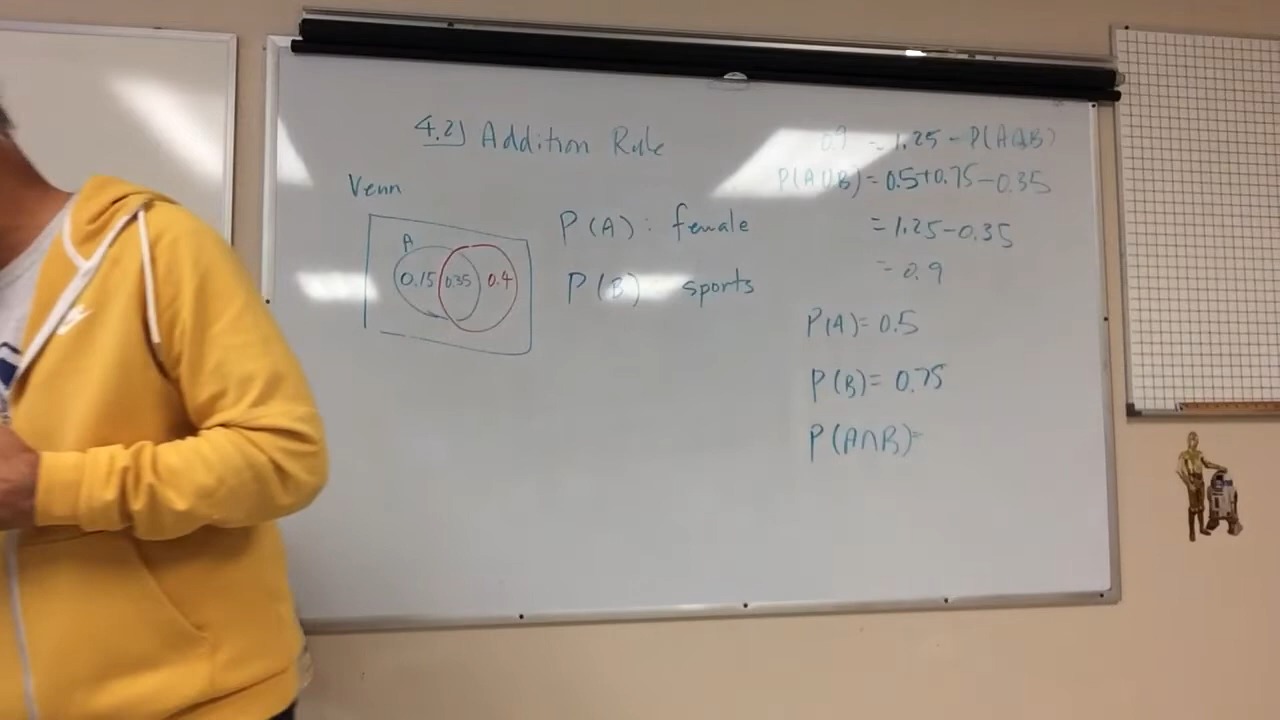 4.2) Addition Rule
Venn
A
0.15 0.35 0.4
P(A): female
P(B) sports
0.9 = 1.25 - P(A∩B)
P(A∪B) = 0.5+0.75-0.35
= 1.25-0.35
= 0.9
P(A) = 0.5
P(B) = 0.75
P(A∩B) =